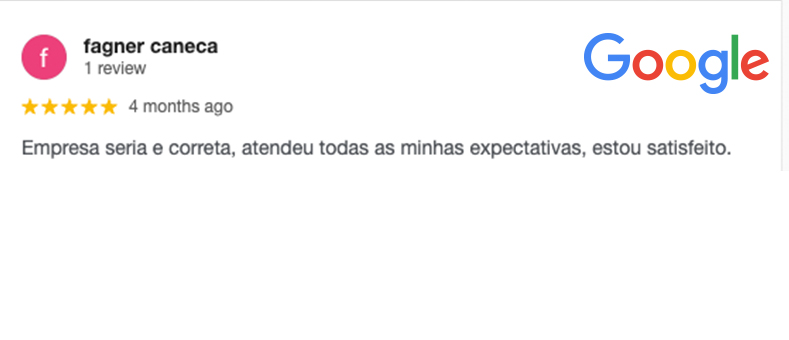 fagner caneca
Google
1 review
f
4 months ago
Empresa seria e correta, atendeu todas as minhas expectativas, estou satisfeito.